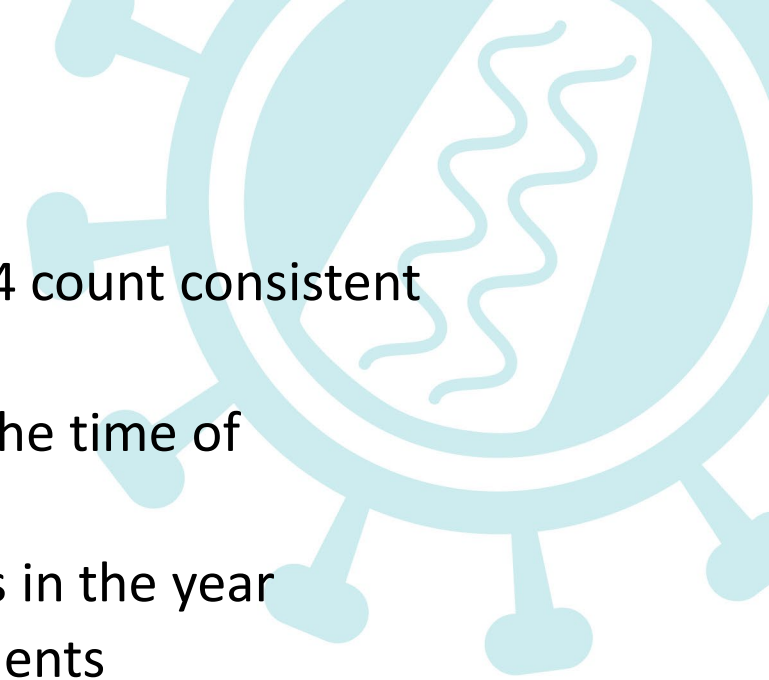 4 count consistent
he time of
s in the year
ents